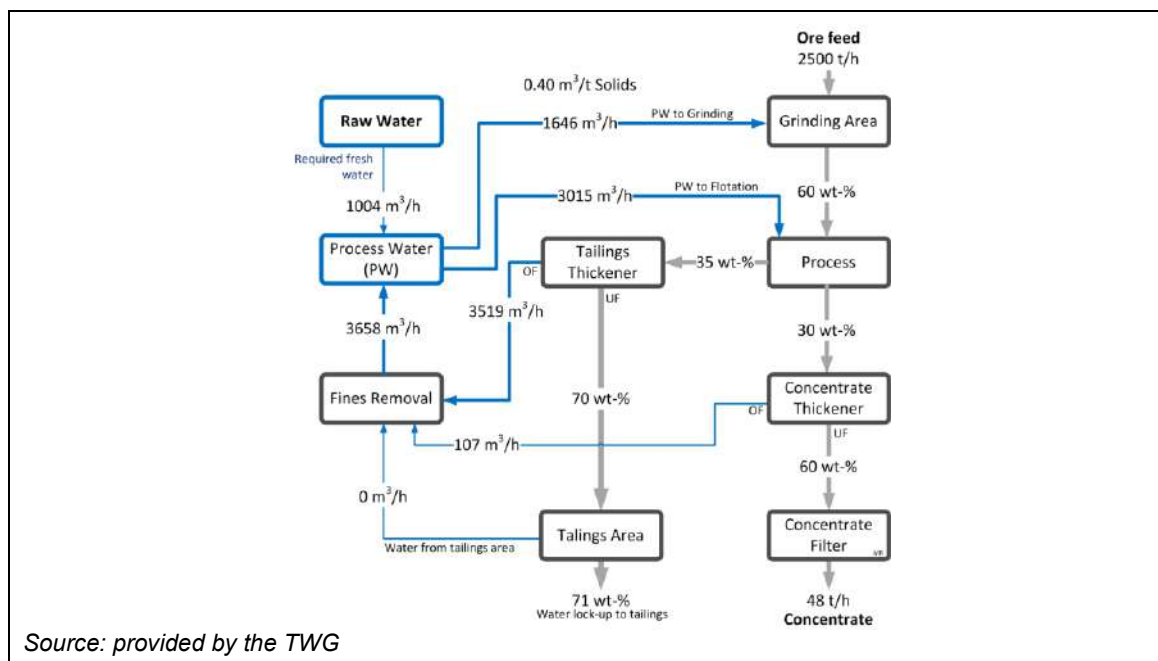 Ore feed
2500 t/h
0.40 m³/t Solids
Raw Water
PW to Grinding
1646 m³/h
Grinding Area
Required fresh
water
1004 m³/h
PW to Flotation
3015 m³/h
60 wt-%
Process Water
(PW)
Tailings
Thickener
OF
UF
35 wt-%
Process
3658 m³/h
3519 m³/h
30 wt-%
Fines Removal
70 wt-%
Concentrate
Thickener
OF
UF
107 m³/h
60 wt-%
0 m³/h
Talings Area
Water from tailings area
Concentrate
Filter
71 wt-%
Water lock-up to tailings
48 t/h
Concentrate
Source: provided by the TWG